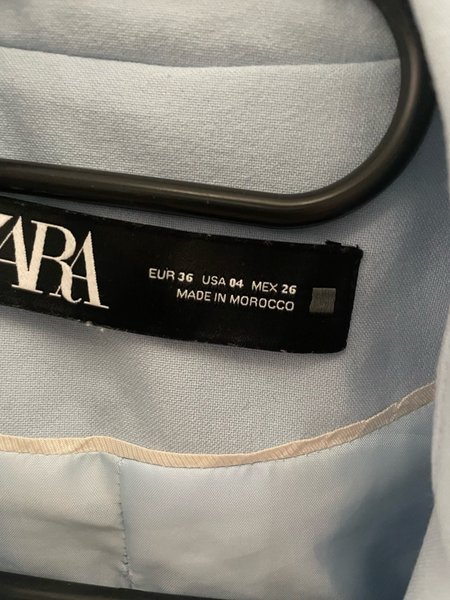 ZARA
EUR 36 USA 04 MEX 26
MADE IN MOROCCO